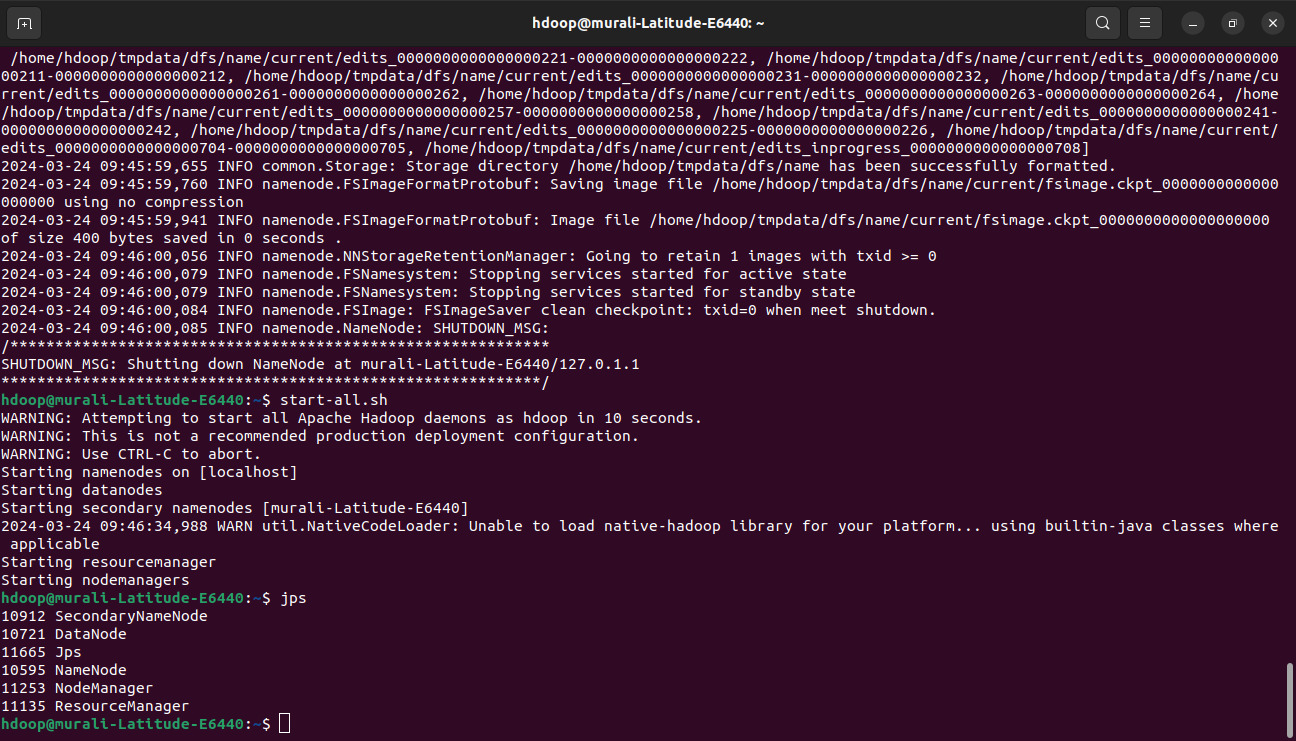 hdoop@murali-Latitude-E6440: ~
/home/hdoop/tmpdata/dfs/name/current/edits_0000000000000000221-0000000000000000222, /home/hdoop/tmpdata/dfs/name/current/edits_00000000000000
00211-0000000000000000212, /home/hdoop/tmpdata/dfs/name/current/edits_0000000000000000231-0000000000000000232, /home/hdoop/tmpdata/dfs/name/cu
rrent/edits_0000000000000000261-0000000000000000262, /home/hdoop/tmpdata/dfs/name/current/edits_0000000000000000263-0000000000000000264, /home
/hdoop/tmpdata/dfs/name/current/edits_0000000000000000257-0000000000000000258, /home/hdoop/tmpdata/dfs/name/current/edits_0000000000000000241-
0000000000000000242, /home/hdoop/tmpdata/dfs/name/current/edits_0000000000000000225-0000000000000000226, /home/hdoop/tmpdata/dfs/name/current/
edits_0000000000000000704-0000000000000000705, /home/hdoop/tmpdata/dfs/name/current/edits_inprogress_0000000000000000708]
2024-03-24 09:45:59,655 INFO common.Storage: Storage directory /home/hdoop/tmpdata/dfs/name has been successfully formatted.
2024-03-24 09:45:59,760 INFO namenode.FSImageFormatProtobuf: Saving image file /home/hdoop/tmpdata/dfs/name/current/fsimage.ckpt_0000000000000
000000 using no compression
2024-03-24 09:45:59,941 INFO namenode.FSImageFormatProtobuf: Image file /home/hdoop/tmpdata/dfs/name/current/fsimage.ckpt_0000000000000000000
of size 400 bytes saved in 0 seconds .
2024-03-24 09:46:00,056 INFO namenode.NNStorageRetentionManager: Going to retain 1 images with txid >= 0
2024-03-24 09:46:00,079 INFO namenode.FSNamesystem: Stopping services started for active state
2024-03-24 09:46:00,079 INFO namenode.FSNamesystem: Stopping services started for standby state
2024-03-24 09:46:00,084 INFO namenode.FSImage: FSImageSaver clean checkpoint: txid=0 when meet shutdown.
2024-03-24 09:46:00,085 INFO namenode.NameNode: SHUTDOWN_MSG:
/************************************************************
SHUTDOWN_MSG: Shutting down NameNode at murali-Latitude-E6440/127.0.1.1
************************************************************/
hdoop@murali-Latitude-E6440:~$ start-all.sh
WARNING: Attempting to start all Apache Hadoop daemons as hdoop in 10 seconds.
WARNING: This is not a recommended production deployment configuration.
WARNING: Use CTRL-C to abort.
Starting namenodes on [localhost]
Starting datanodes
Starting secondary namenodes [murali-Latitude-E6440]
2024-03-24 09:46:34,988 WARN util.NativeCodeLoader: Unable to load native-hadoop library for your platform... using builtin-java classes where
applicable
Starting resourcemanager
Starting nodemanagers
hdoop@murali-Latitude-E6440:~$ jps
10912 SecondaryNameNode
10721 DataNode
11665 Jps
10595 NameNode
11253 NodeManager
11135 ResourceManager
hdoop@murali-Latitude-E6440:~$